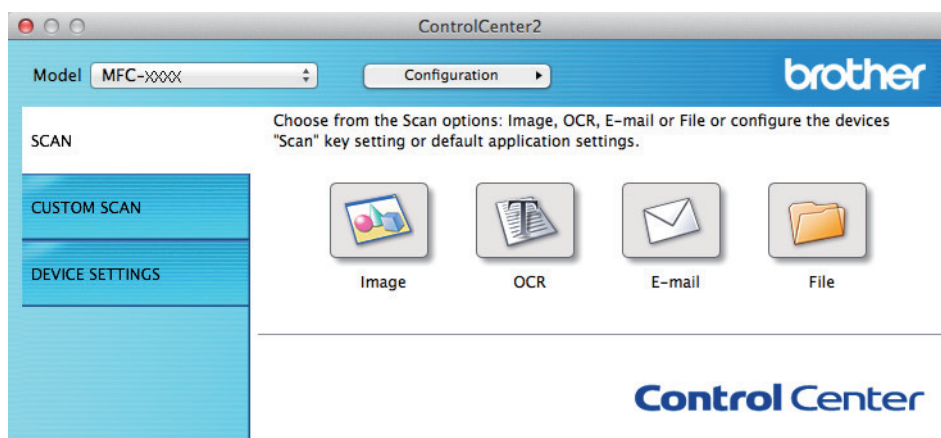 ControlCenter2
Model MFC-XXXX Configuration
brother
SCAN
CUSTOM SCAN
DEVICE SETTINGS
Choose from the Scan options: Image, OCR, E-mail or File or configure the devices
"Scan" key setting or default application settings.
Image OCR E-mail File
Control Center